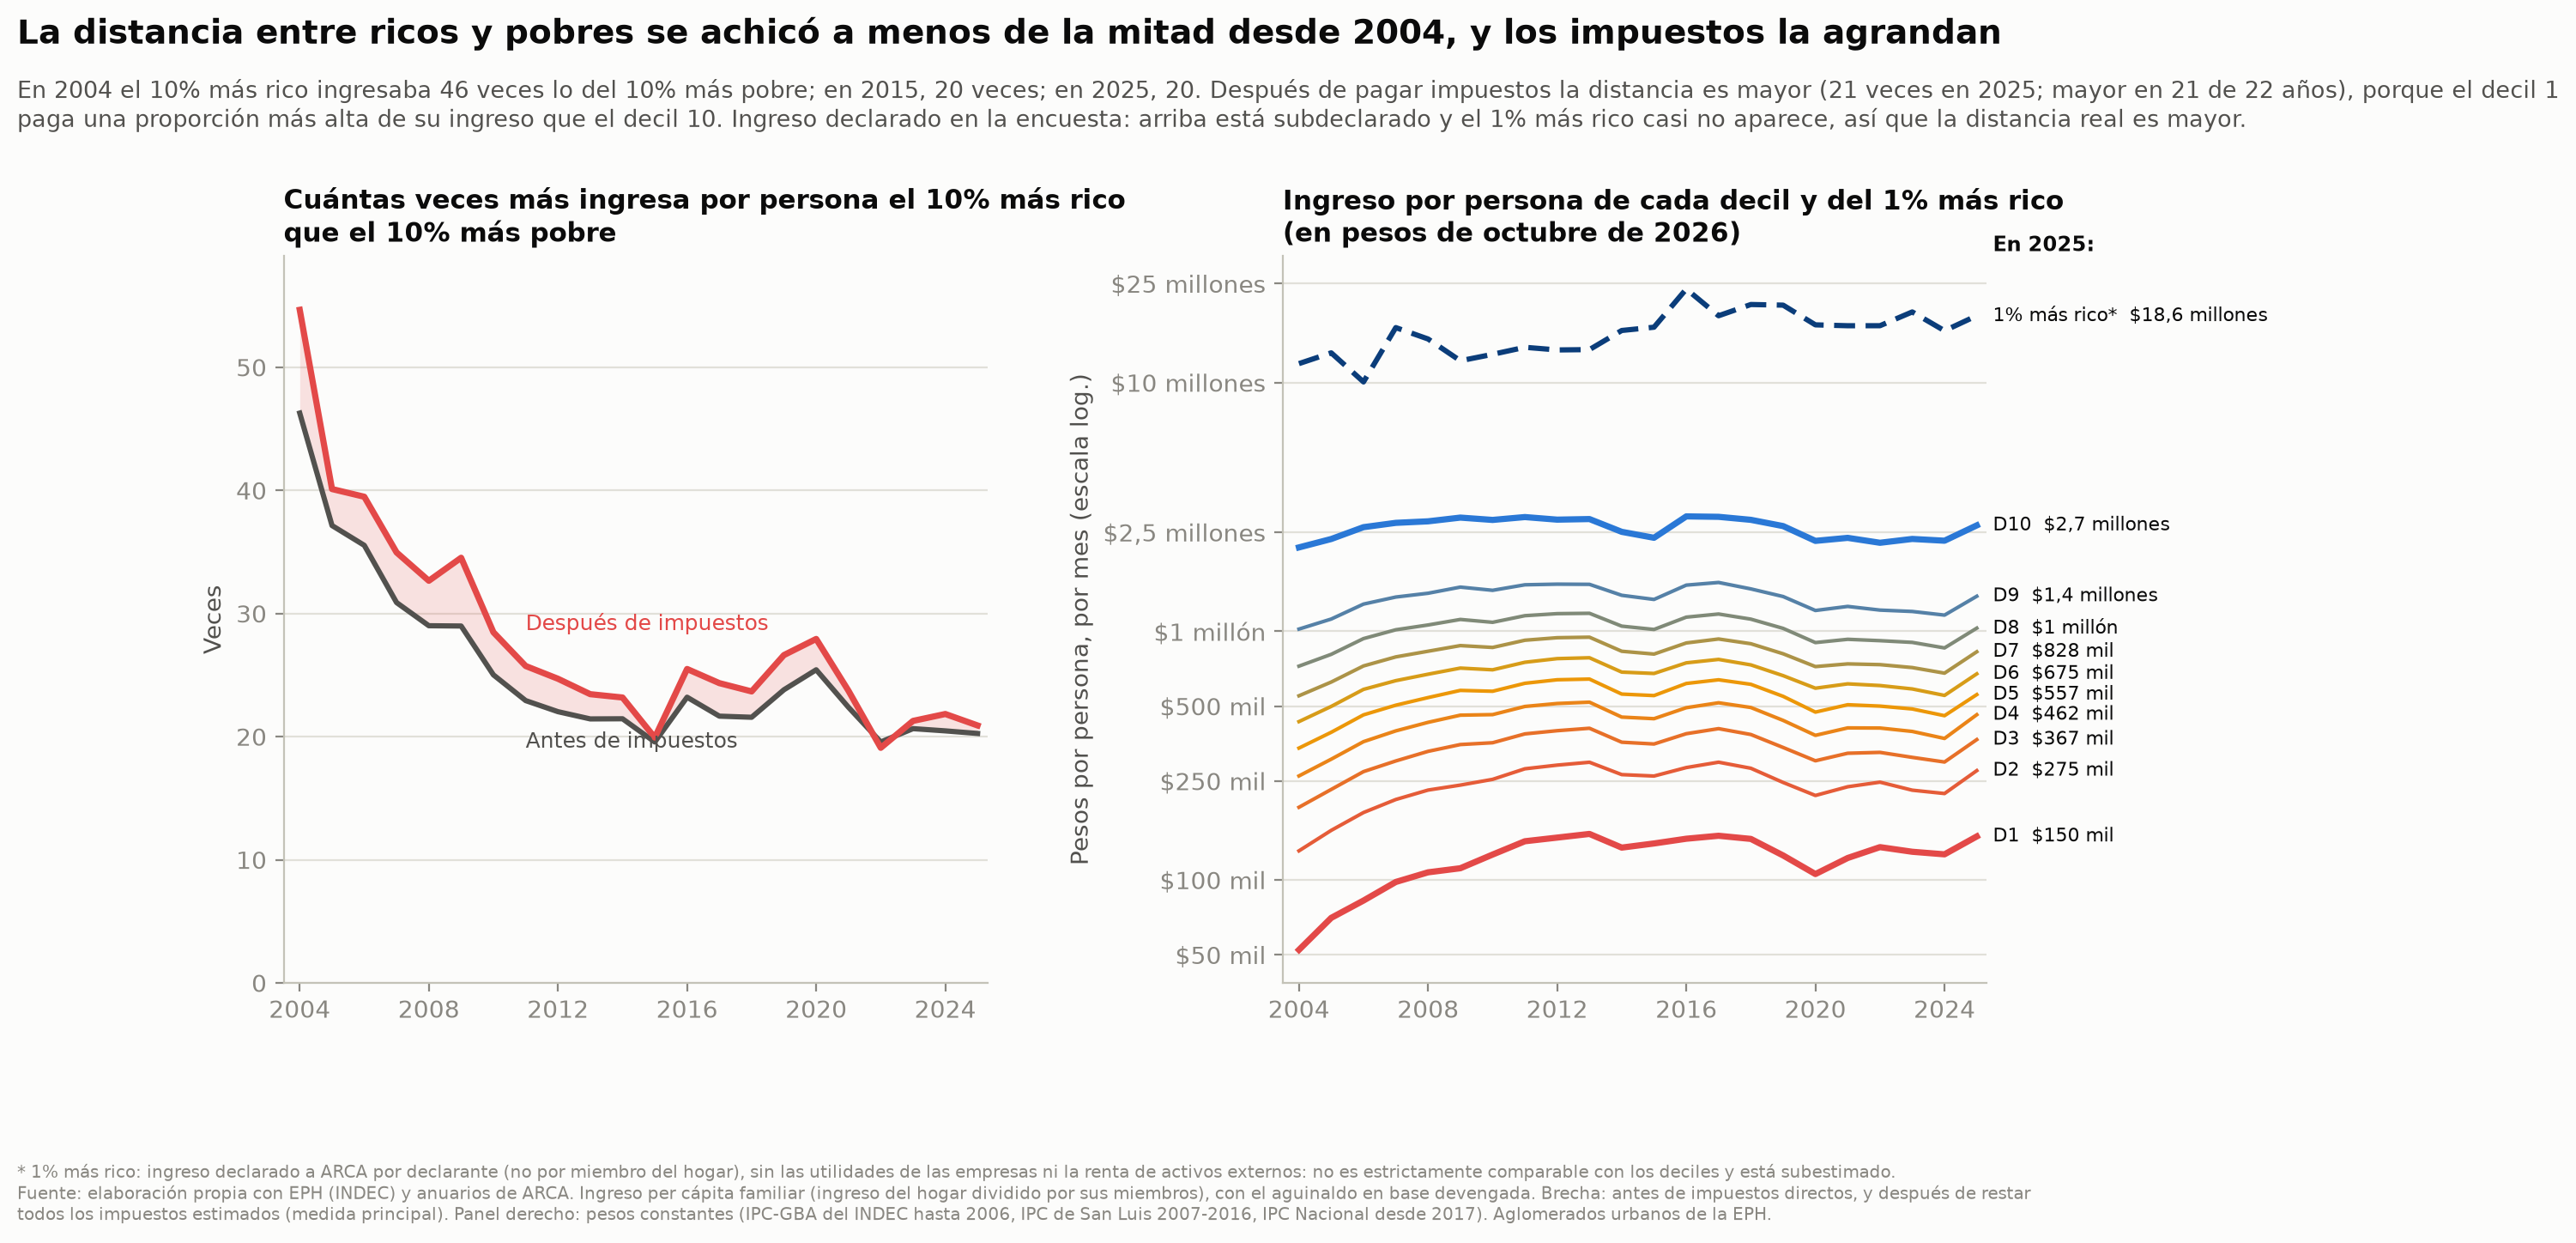 La distancia entre ricos y pobres se achicó a menos de la mitad desde 2004, y los impuestos la agrandan
En 2004 el 10% más rico ingresaba 46 veces lo del 10% más pobre; en 2015, 20 veces; en 2025, 20. Después de pagar impuestos la distancia es mayor (21 veces en 2025; mayor en 21 de 22 años), porque el decil 1
paga una proporción más alta de su ingreso que el decil 10. Ingreso declarado en la encuesta: arriba está subdeclarado y el 1% más rico casi no aparece, así que la distancia real es mayor.
Cuántas veces más ingresa por persona el 10% más rico
que el 10% más pobre
Veces
50
40
30
20
10
0
Después de impuestos
Antes de impuestos
2004
2008
2012
2016
2020
2024
Ingreso por persona de cada decil y del 1% más rico
(en pesos de octubre de 2026)
En 2025:
Pesos por persona, por mes (escala log.)
$25 millones
$10 millones
$2,5 millones
$1 millón
$500 mil
$250 mil
$100 mil
$50 mil
1% más rico* $18,6 millones
D10 $2,7 millones
D9 $1,4 millones
D8 $1 millón
D7 $828 mil
D6 $675 mil
D5 $557 mil
D4 $462 mil
D3 $367 mil
D2 $275 mil
D1 $150 mil
2004
2008
2012
2016
2020
2024
* 1% más rico: ingreso declarado a ARCA por declarante (no por miembro del hogar), sin las utilidades de las empresas ni la renta de activos externos: no es estrictamente comparable con los deciles y está subestimado.
Fuente: elaboración propia con EPH (INDEC) y anuarios de ARCA. Ingreso per cápita familiar (ingreso del hogar dividido por sus miembros), con el aguinaldo en base devengada. Brecha: antes de impuestos directos, y después de restar
todos los impuestos estimados (medida principal). Panel derecho: pesos constantes (IPC-GBA del INDEC hasta 2006, IPC de San Luis 2007-2016, IPC Nacional desde 2017). Aglomerados urbanos de la EPH.